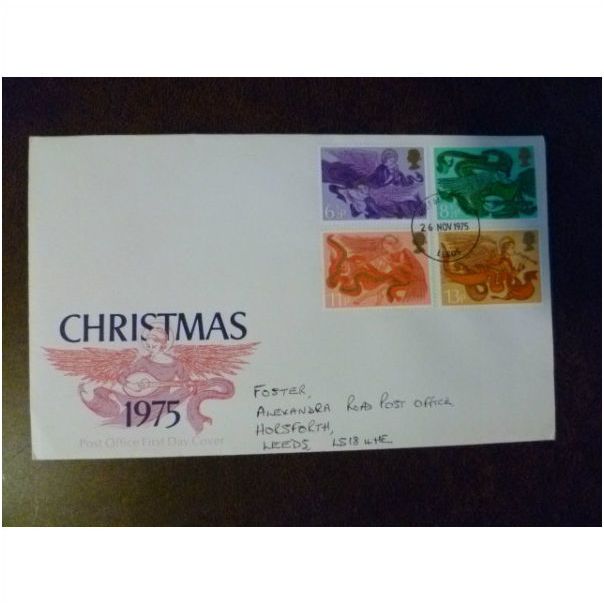 6½P
8½P
26 NOV 1975
LEEDS
11P
13P
CHRISTMAS
1975
Post Office First Day Cover
FOSTER,
ALEXANDRA ROAD POST OFFICE
HORSFORTH,
LEEDS, LS18 4HE